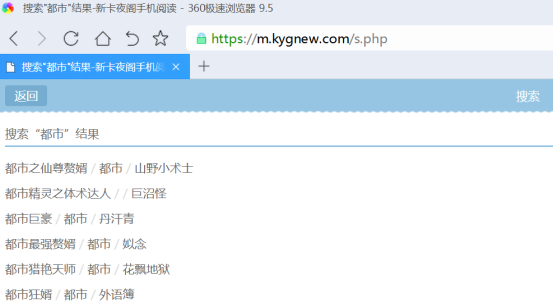 搜索"都市"结果-新卡夜阁手机阅读 - 360极速浏览器 9.5
https://m.kygnew.com/s.php
搜索"都市"结果-新卡夜阁手机阅
返回 搜索
搜索“都市”结果
都市之仙尊赘婿 / 都市 / 山野小术士
都市精灵之体术达人 / / 巨沼怪
都市巨豪 / 都市 / 丹汗青
都市最强赘婿 / 都市 / 姒念
都市猎艳天师 / 都市 / 花飘地狱
都市狂婿 / 都市 / 外语簿